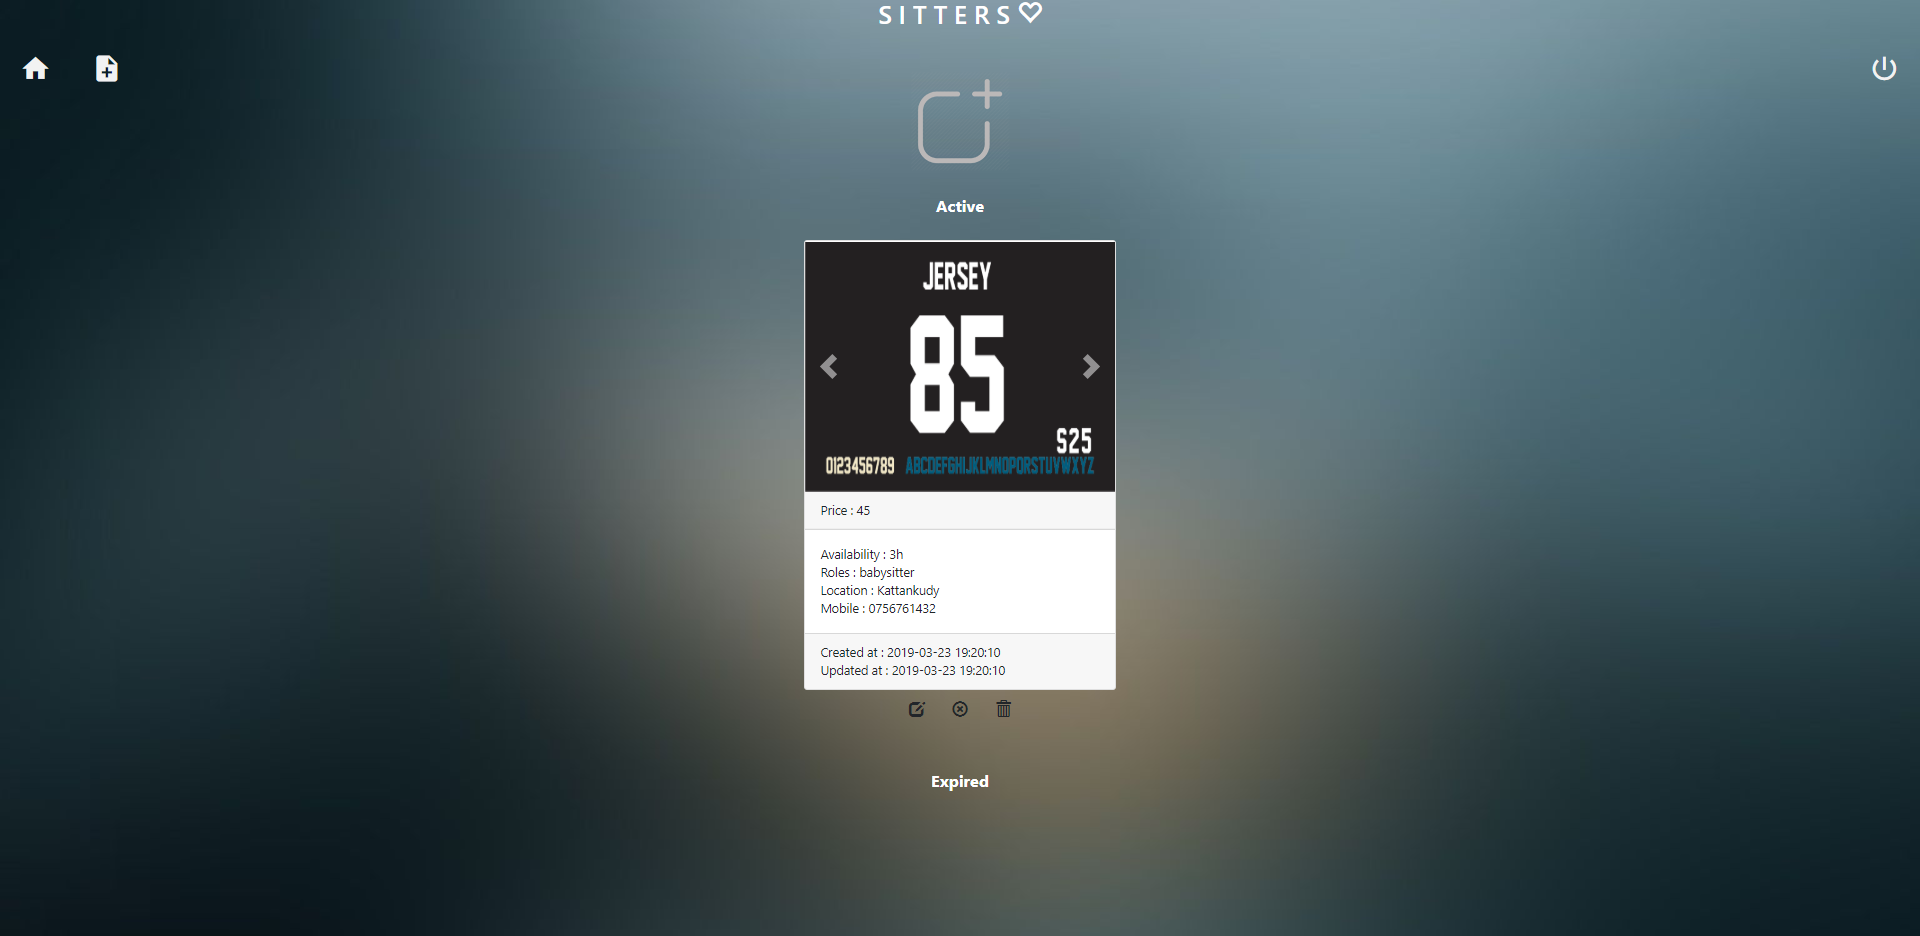 SITTERS
Active
JERSEY
85
S25
0123456789 ABCDEFGHIJKLMNOPQRSTUVWXYZ
Price : 45
Availability : 3h
Roles : babysitter
Location : Kattankudy
Mobile : 0756761432
Created at : 2019-03-23 19:20:10
Updated at : 2019-03-23 19:20:10
Expired